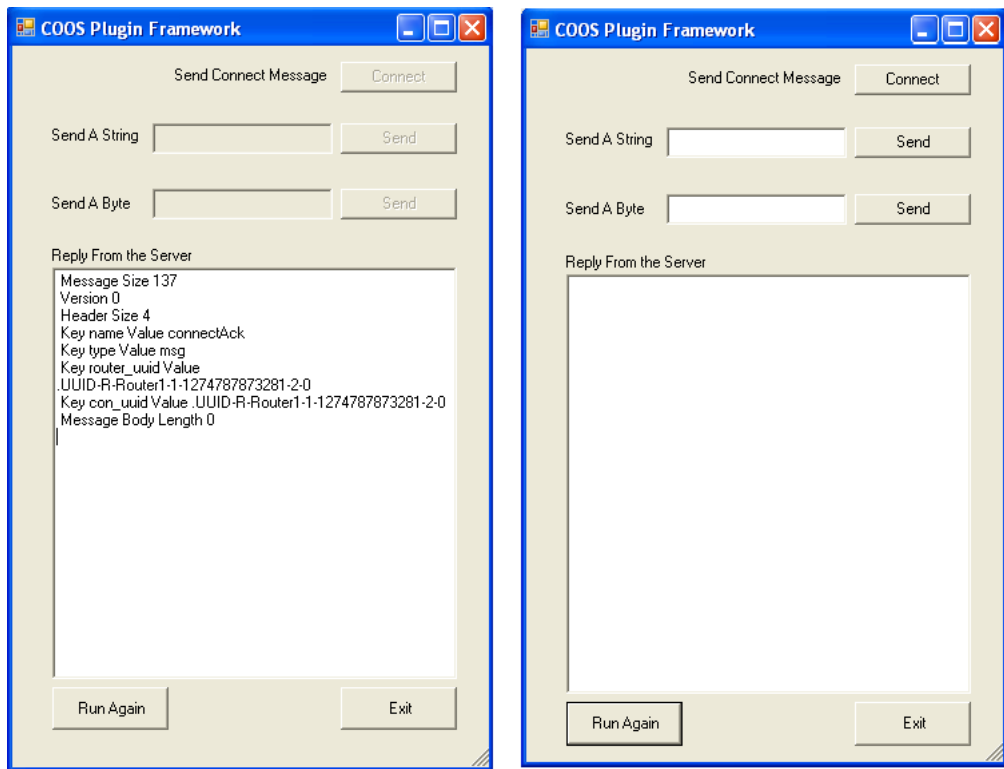 COOS Plugin Framework
Send Connect Message Connect
Send A String Send
Send A Byte Send
Reply From the Server
Message Size 137
Version 0
Header Size 4
Key name Value connectAck
Key type Value msg
Key router_uuid Value
.UUID-R-Router1-1-1274787873281-2-0
Key con_uuid Value .UUID-R-Router1-1-1274787873281-2-0
Message Body Length 0
Run Again Exit
COOS Plugin Framework
Send Connect Message Connect
Send A String Send
Send A Byte Send
Reply From the Server
Run Again Exit